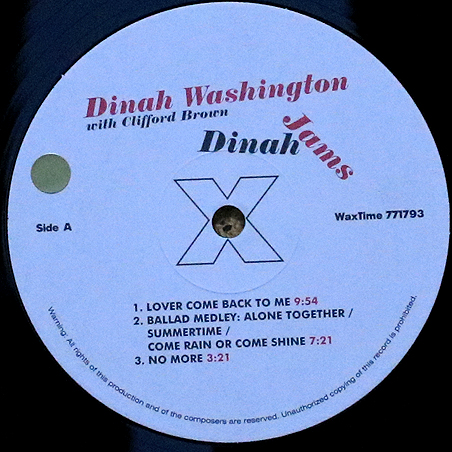 Dinah Washington
with Clifford Brown
Dinah Jams
Side A
WaxTime 771793
X
1. LOVER COME BACK TO ME 9:54
2. BALLAD MEDLEY: ALONE TOGETHER /
SUMMERTIME /
COME RAIN OR COME SHINE 7:21
3. NO MORE 3:21
Warning: All rights of this production and of the composers are reserved. Unauthorized copying of this record is prohibited.